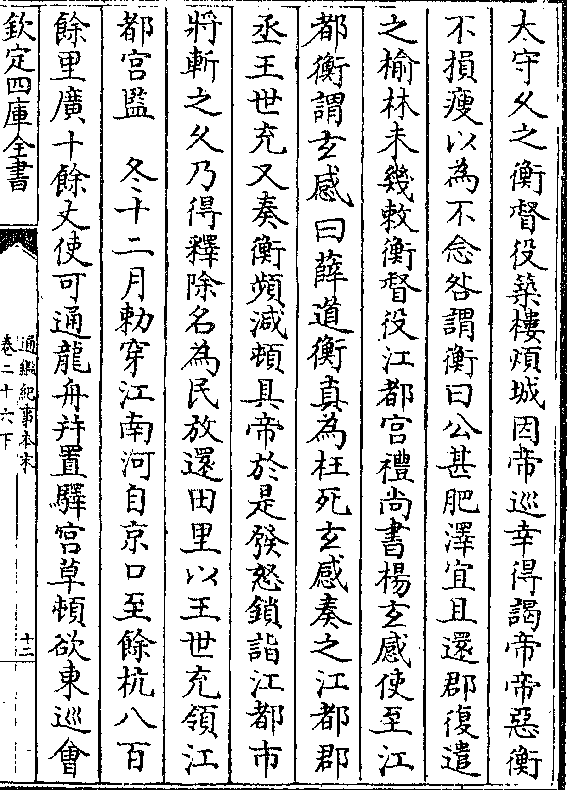 太守久之衡督役築樓煩城因帝巡幸得謁帝帝惡衡
不損瘦以為不念咎謂衡曰公甚肥澤宜且還郡復遣
之榆林未幾敕衡督役江都宮禮尚書楊玄感使至江
都衡謂玄感曰薛道衡真為枉死玄感奏之江都郡
丞王世充又奏衡頻減頓具帝於是發怒鎖詣江都市
將斬之久乃得釋除名為民放還田里以王世充領江
都宮監　冬十二月勅穿江南河自京口至餘杭八百
餘里廣十餘丈使可通龍舟并置驛宮草頓欲東巡會
欽定四庫全書
通鑑紀事本末
卷二十六下
十二